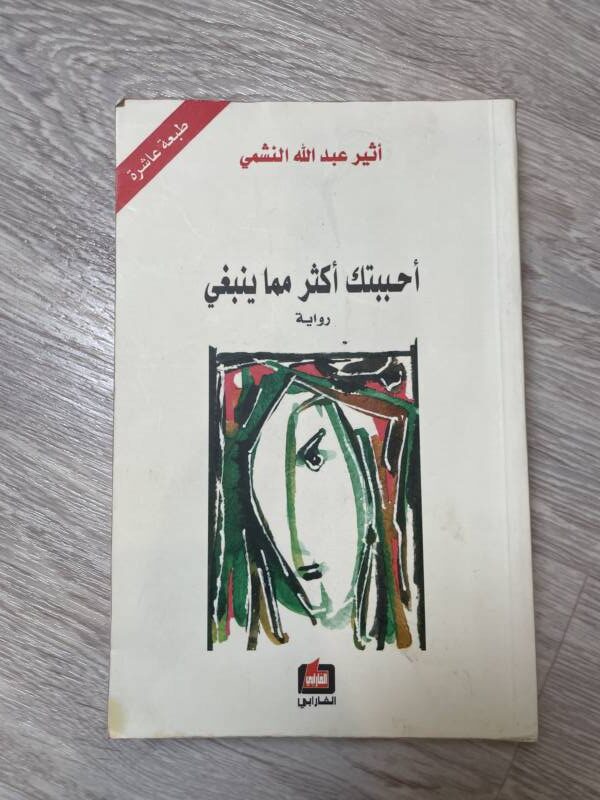 طبعة عاشرة
أثير عبد الله النشمي
أحببتك أكثر مما ينبغي
رواية
الفارابي
الفارابي